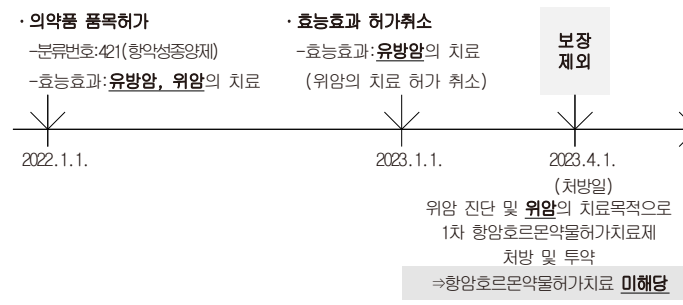 · 의약품 품목허가
-분류번호:421(항악성종양제)
-효능효과:유방암, 위암의 치료
· 효능효과 허가취소
-효능효과:유방암의 치료
(위암의 치료 허가 취소)
보장
제외
2022.1.1.
2023.1.1.
2023.4.1.
(처방일)
위암 진단 및 위암의 치료목적으로
1차 항암호르몬약물허가치료제
처방 및 투약
⇒항암호르몬약물허가치료 미해당